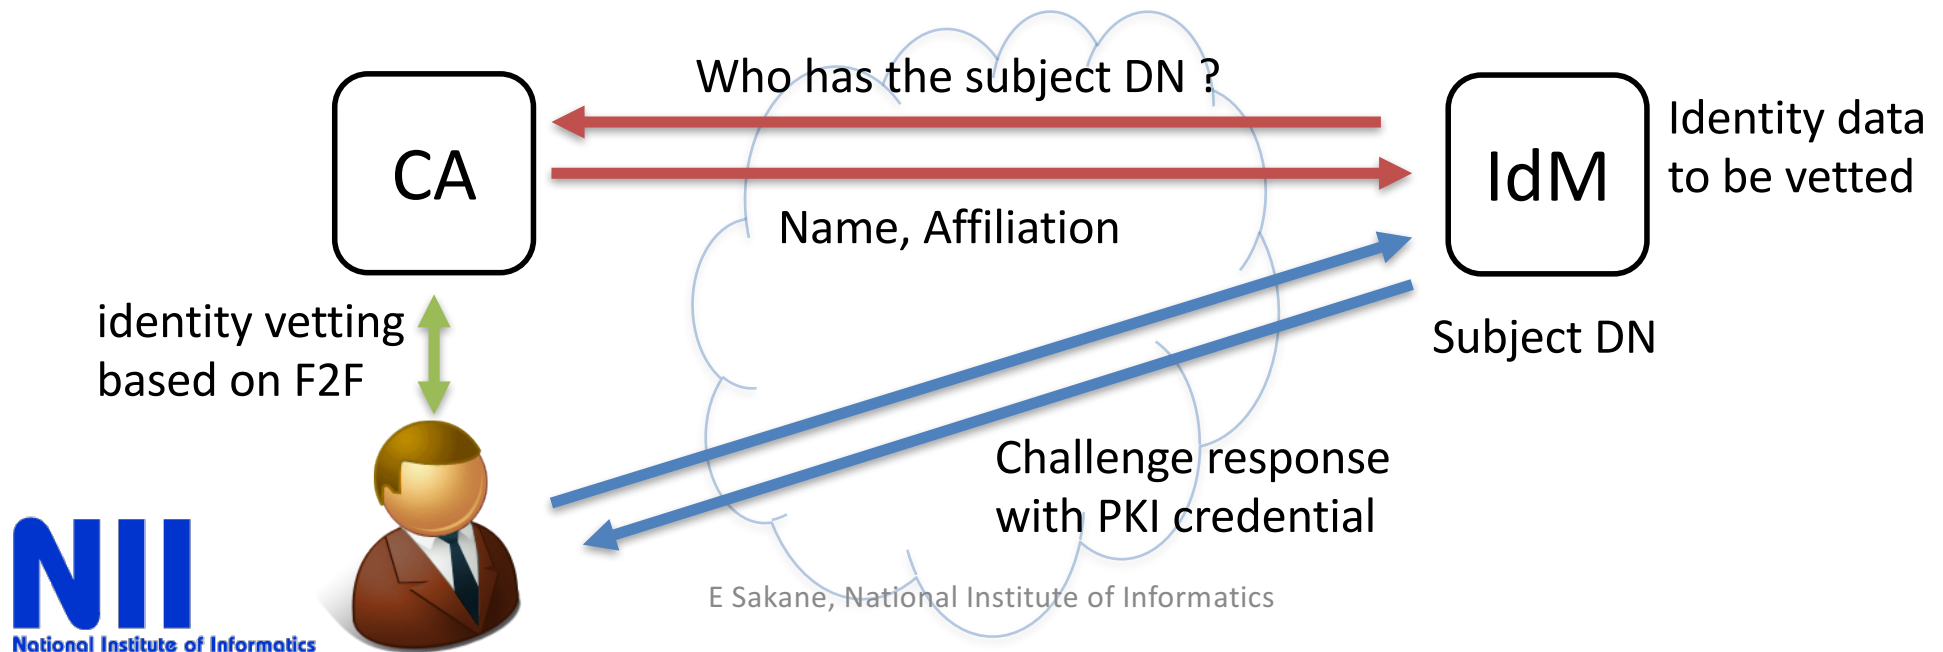 Who has the subject DN ?
CA
IdM
Identity data
to be vetted
Name, Affiliation
identity vetting
based on F2F
Subject DN
Challenge response
with PKI credential
NII
National Institute of Informatics
E Sakane, National Institute of Informatics